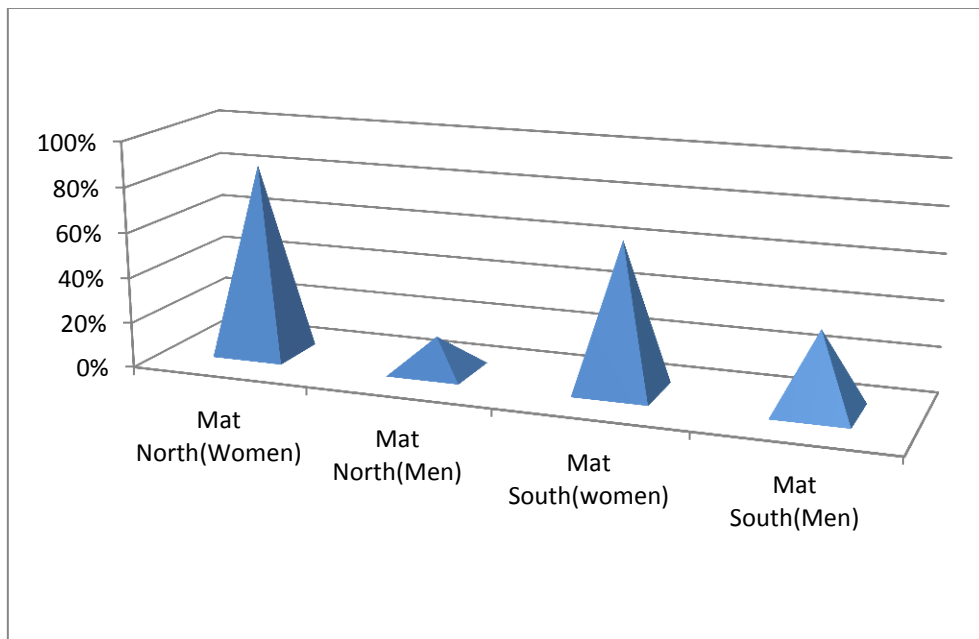 100%
80%
60%
40%
20%
0%
Mat
North(Women)
Mat
North(Men)
Mat
South(women)
Mat
South(Men)